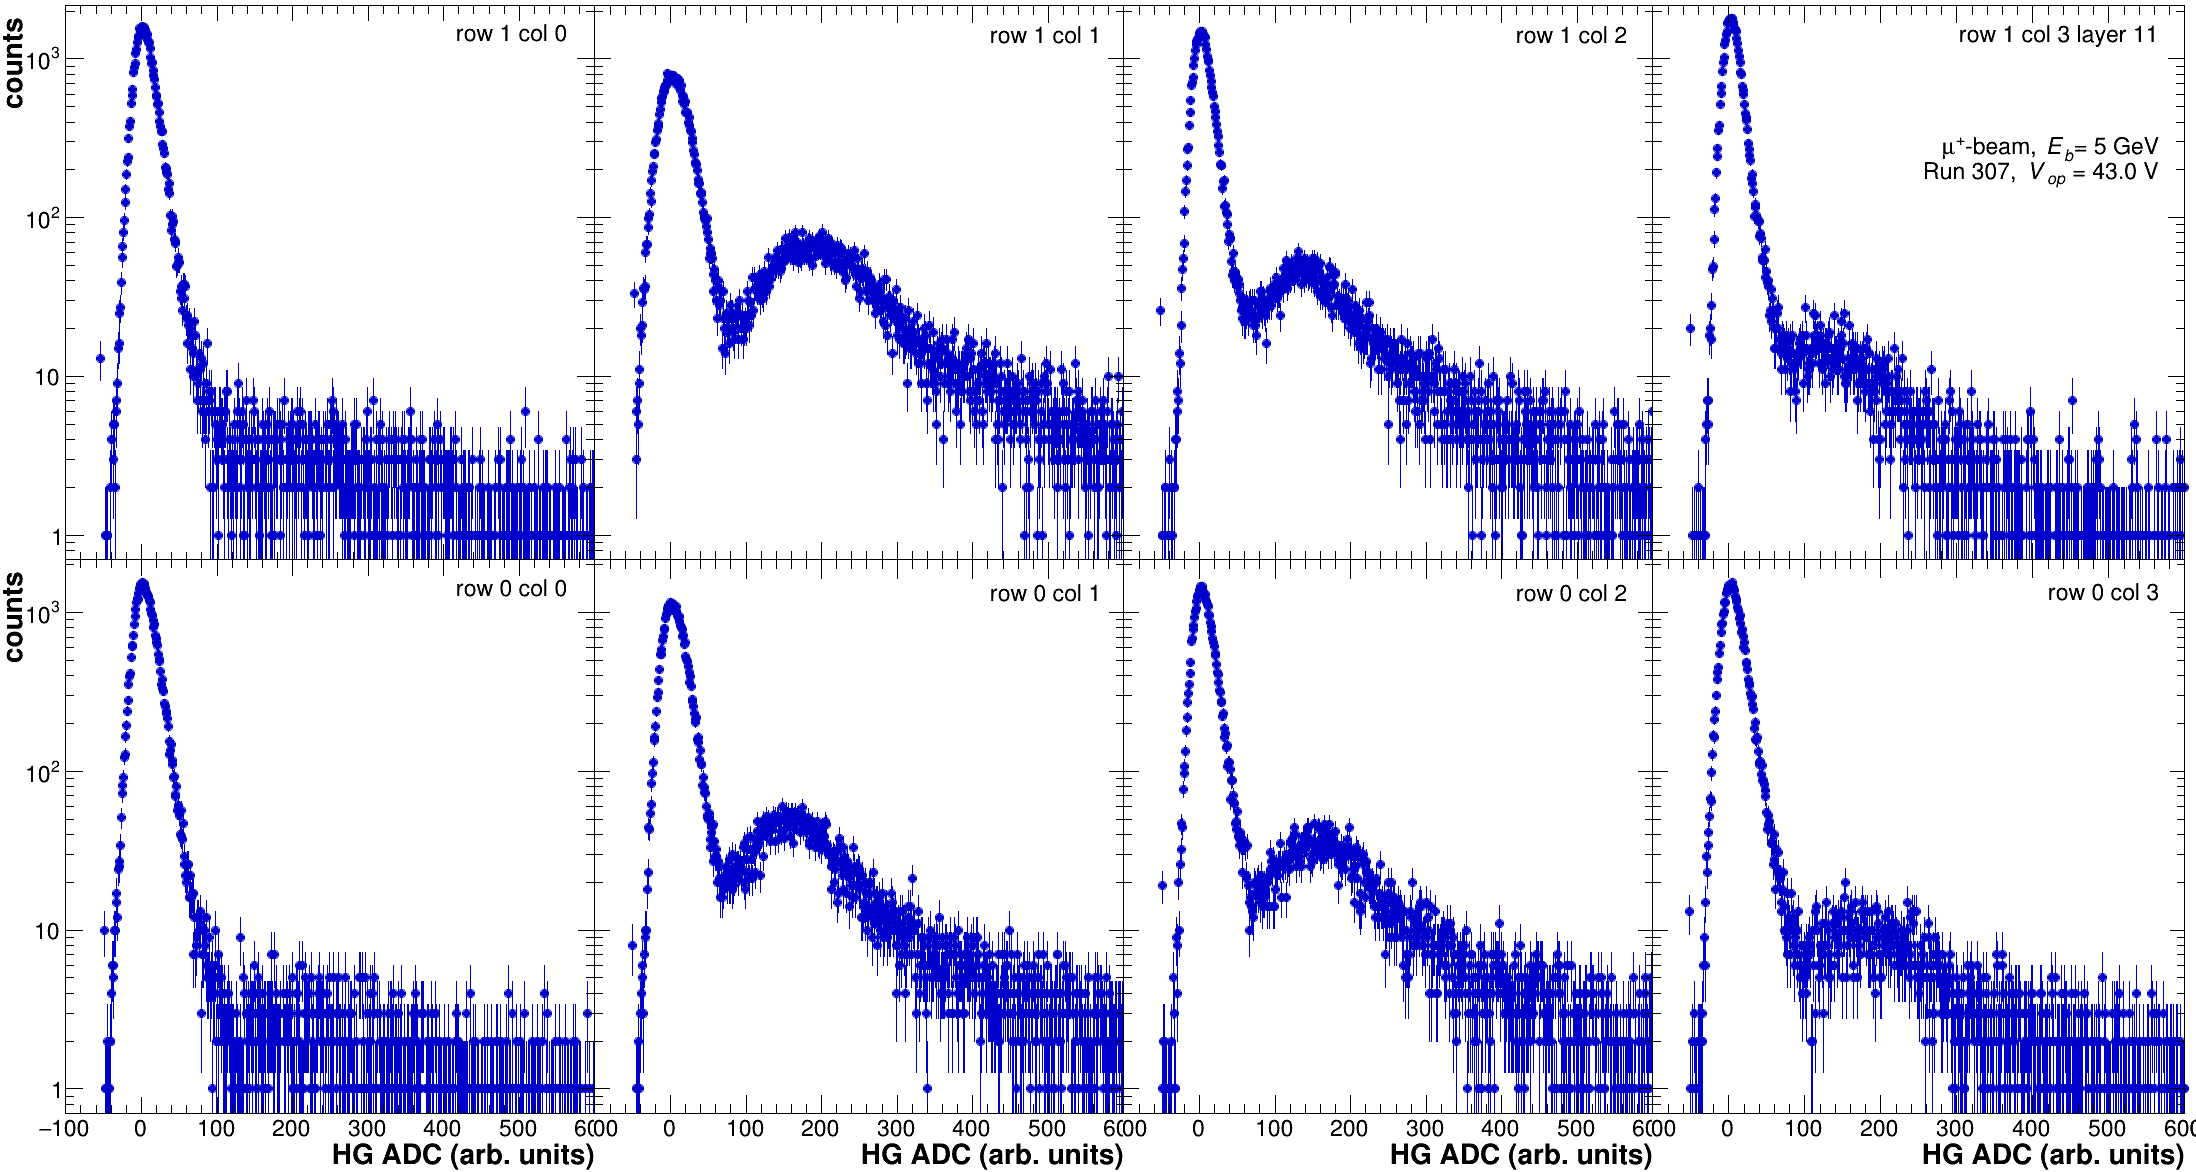 counts
row 1 col 0
row 1 col 1
row 1 col 2
row 1 col 3 layer 11
μ⁺-beam, E_b= 5 GeV
Run 307, V_op = 43.0 V
10³
10²
10
1
counts
row 0 col 0
row 0 col 1
row 0 col 2
row 0 col 3
10³
10²
10
1
−100 0 100 200 300 400 500 600 0 100 200 300 400 500 600 0 100 200 300 400 500 600 0 100 200 300 400 500 600
HG ADC (arb. units) HG ADC (arb. units) HG ADC (arb. units) HG ADC (arb. units)